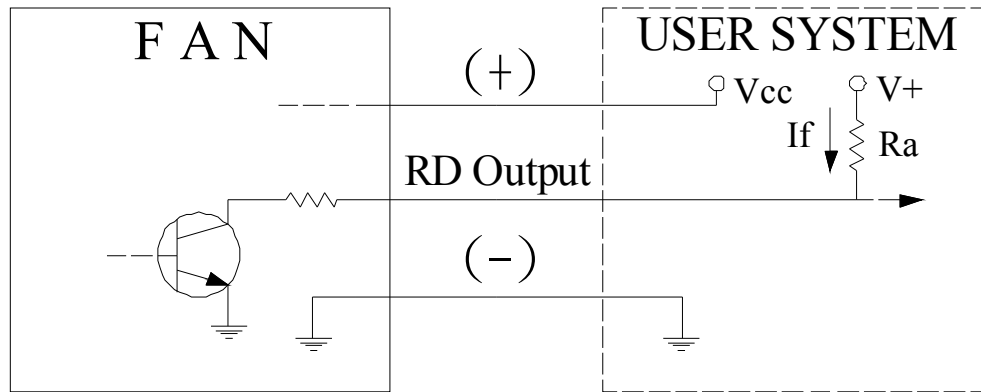 F A N
USER SYSTEM
(+)
Vcc
V+
If
Ra
RD Output
(-)